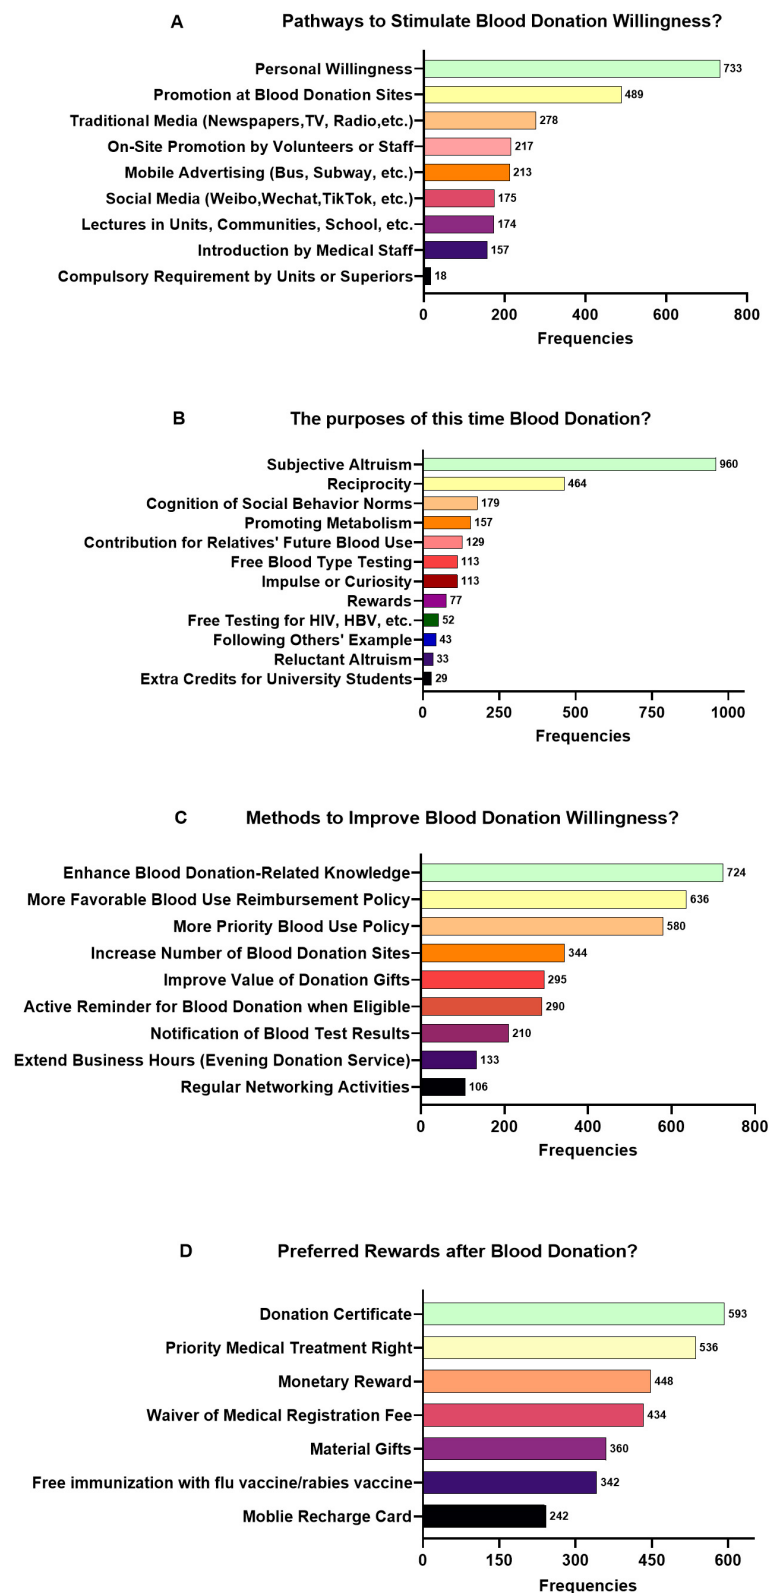 A Pathways to Stimulate Blood Donation Willingness?
Personal Willingness 733
Promotion at Blood Donation Sites 489
Traditional Media (Newspapers,TV, Radio,etc.) 278
On-Site Promotion by Volunteers or Staff 217
Mobile Advertising (Bus, Subway, etc.) 213
Social Media (Weibo,Wechat,TikTok, etc.) 175
Lectures in Units, Communities, School, etc. 174
Introduction by Medical Staff 157
Compulsory Requirement by Units or Superiors 18
0 200 400 600 800
Frequencies
B The purposes of this time Blood Donation?
Subjective Altruism 960
Reciprocity 464
Cognition of Social Behavior Norms 179
Promoting Metabolism 157
Contribution for Relatives' Future Blood Use 129
Free Blood Type Testing 113
Impulse or Curiosity 113
Rewards 77
Free Testing for HIV, HBV, etc. 52
Following Others' Example 43
Reluctant Altruism 33
Extra Credits for University Students 29
0 250 500 750 1000
Frequencies
C Methods to Improve Blood Donation Willingness?
Enhance Blood Donation-Related Knowledge 724
More Favorable Blood Use Reimbursement Policy 636
More Priority Blood Use Policy 580
Increase Number of Blood Donation Sites 344
Improve Value of Donation Gifts 295
Active Reminder for Blood Donation when Eligible 290
Notification of Blood Test Results 210
Extend Business Hours (Evening Donation Service) 133
Regular Networking Activities 106
0 200 400 600 800
Frequencies
D Preferred Rewards after Blood Donation?
Donation Certificate 593
Priority Medical Treatment Right 536
Monetary Reward 448
Waiver of Medical Registration Fee 434
Material Gifts 360
Free immunization with flu vaccine/rabies vaccine 342
Moblie Recharge Card 242
0 150 300 450 600
Frequencies